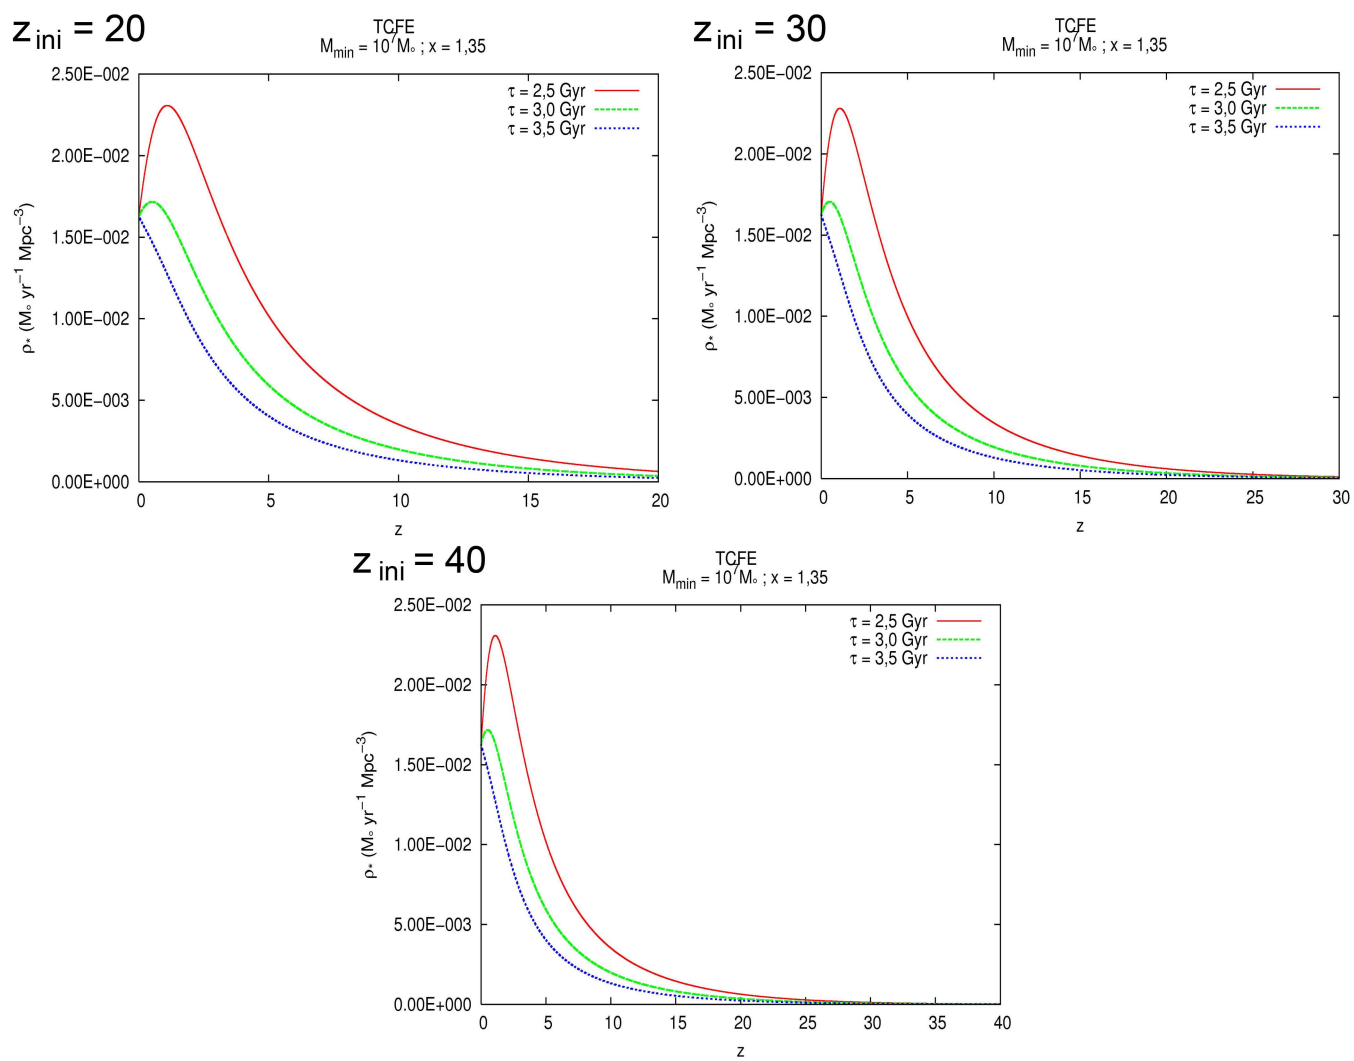 z ini = 20
TCFE
Mmin = 10^7 M∘ ; x = 1,35
2.50E−002
2.00E−002
1.50E−002
1.00E−002
5.00E−003
0.00E+000
ρ* (M∘ yr−1 Mpc−3)
τ = 2,5 Gyr
τ = 3,0 Gyr
τ = 3,5 Gyr
0 5 10 15 20
z
z ini = 30
TCFE
Mmin = 10^7 M∘ ; x = 1,35
2.50E−002
2.00E−002
1.50E−002
1.00E−002
5.00E−003
0.00E+000
ρ* (M∘ yr−1 Mpc−3)
τ = 2,5 Gyr
τ = 3,0 Gyr
τ = 3,5 Gyr
0 5 10 15 20 25 30
z
z ini = 40
TCFE
Mmin = 10^7 M∘ ; x = 1,35
2.50E−002
2.00E−002
1.50E−002
1.00E−002
5.00E−003
0.00E+000
ρ* (M∘ yr−1 Mpc−3)
τ = 2,5 Gyr
τ = 3,0 Gyr
τ = 3,5 Gyr
0 5 10 15 20 25 30 35 40
z